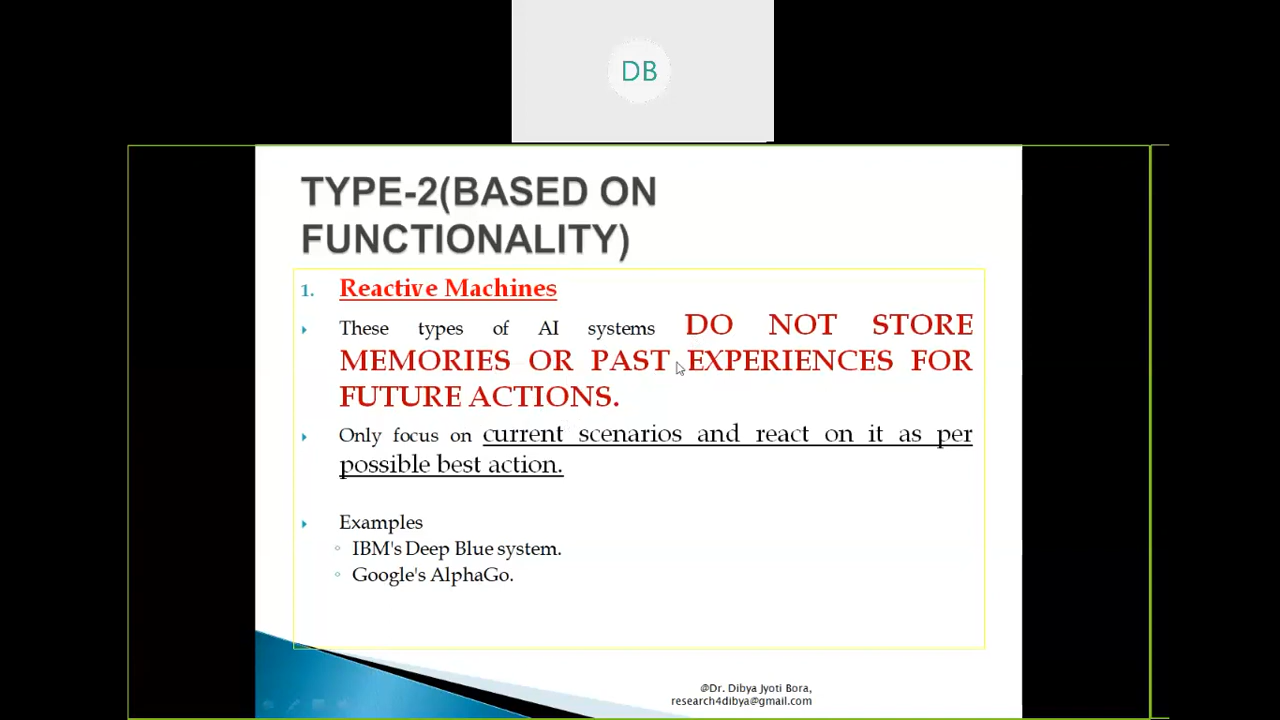 DB
TYPE-2(BASED ON
FUNCTIONALITY)
1. Reactive Machines
These types of AI systems DO NOT STORE
MEMORIES OR PAST EXPERIENCES FOR
FUTURE ACTIONS.
Only focus on current scenarios and react on it as per
possible best action.
Examples
IBM's Deep Blue system.
Google's AlphaGo.
@Dr. Dibya Jyoti Bora,
research4dibya@gmail.com